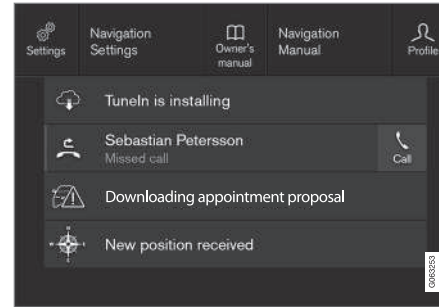 Settings
Navigation
Settings
Owner's
manual
Navigation
Manual
Profile
TuneIn is installing
Sebastian Petersson
Missed call
Call
Downloading appointment proposal
New position received
G063253